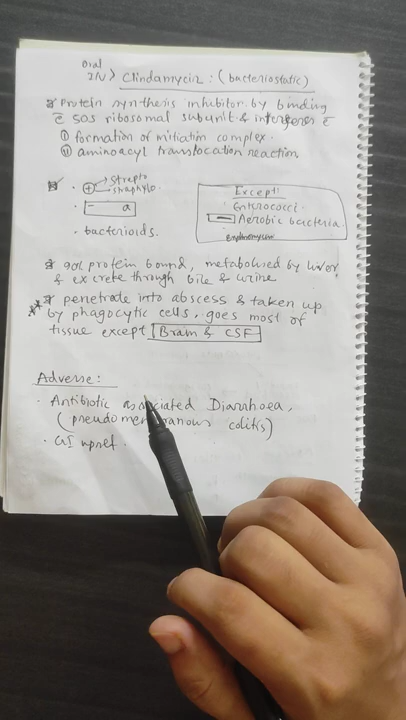 Oral
IV > Clindamycin : (bacteriostatic)
Protein synthesis inhibitor by binding
c̄ 50s ribosomal subunit & interferes c̄
(i) formation of initiation complex.
(ii) aminoacyl translocation reaction.
• (+) → Strepto
→ Staphylo.
• - a
• bacterioids.
Except:
Enterococci.
- Aerobic bacteria.
Erythromycin
90% protein bound, metabolised by liver,
& excrete through bile & urine
** penetrate into abscess & taken up
by phagocytic cells, goes most of
tissue except Brain & CSF
Adverse:
• Antibiotic associated Diarrhoea,
(pseudomembranous colitis)
• GI upset.